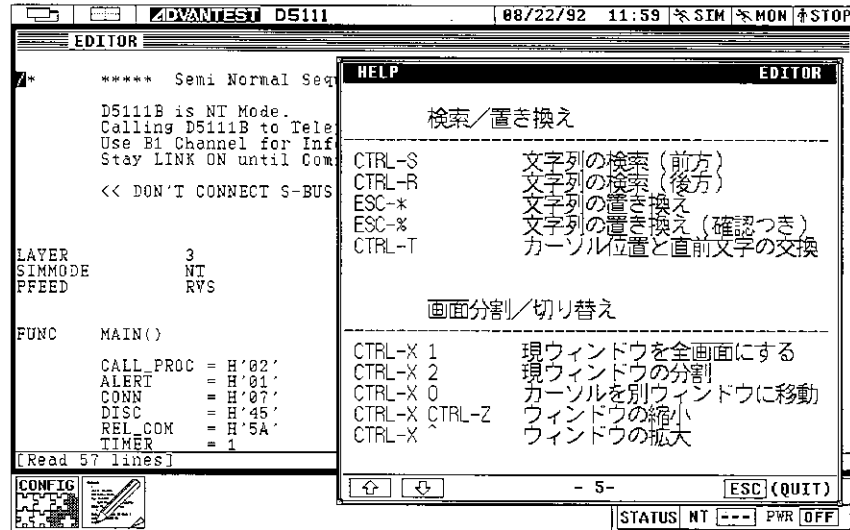 ADVANTEST D5111 08/22/92 11:59 SIM MON STOP
EDITOR
/* ***** Semi Normal Sequ
D5111B is NT Mode.
Calling D5111B to Tele
Use B1 Channel for Inf
Stay LINK ON until Com
<< DON'T CONNECT S-BUS
LAYER 3
SIMMODE NT
PFEED RVS
FUNC MAIN()
CALL_PROC = H'02'
ALERT = H'01'
CONN = H'07'
DISC = H'45'
REL_COM = H'5A'
TIMER = 1
[Read 57 lines]
CONFIG
HELP EDITOR
検索／置き換え
CTRL-S 文字列の検索（前方）
CTRL-R 文字列の検索（後方）
ESC-* 文字列の置き換え
ESC-% 文字列の置き換え（確認つき）
CTRL-T カーソル位置と直前文字の交換
画面分割／切り替え
CTRL-X 1 現ウィンドウを全画面にする
CTRL-X 2 現ウィンドウの分割
CTRL-X O カーソルを別ウィンドウに移動
CTRL-X CTRL-Z ウィンドウの縮小
CTRL-X ^ ウィンドウの拡大
- 5- ESC (QUIT)
STATUS NT --- PWR OFF